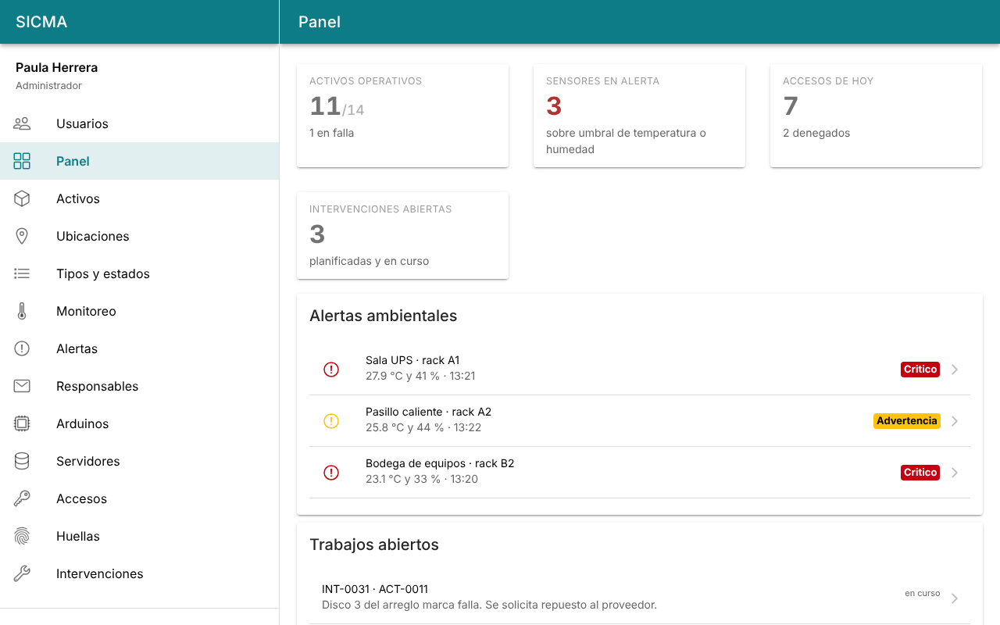 SICMA
Panel
Paula Herrera
Administrador
Usuarios
Panel
Activos
Ubicaciones
Tipos y estados
Monitoreo
Alertas
Responsables
Arduinos
Servidores
Accesos
Huellas
Intervenciones
ACTIVOS OPERATIVOS
11/14
1 en falla
SENSORES EN ALERTA
3
sobre umbral de temperatura o
humedad
ACCESOS DE HOY
7
2 denegados
INTERVENCIONES ABIERTAS
3
planificadas y en curso
Alertas ambientales
Sala UPS · rack A1
27.9 °C y 41 % · 13:21
Critico
Pasillo caliente · rack A2
25.8 °C y 44 % · 13:22
Advertencia
Bodega de equipos · rack B2
23.1 °C y 33 % · 13:20
Critico
Trabajos abiertos
INT-0031 · ACT-0011
Disco 3 del arreglo marca falla. Se solicita repuesto al proveedor.
en curso